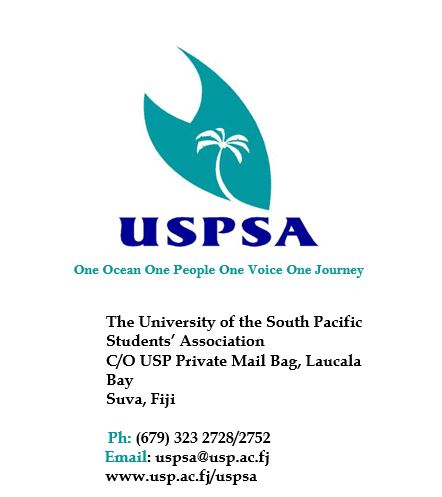 USPSA
One Ocean One People One Voice One Journey
The University of the South Pacific
Students’ Association
C/O USP Private Mail Bag, Laucala
Bay
Suva, Fiji
Ph: (679) 323 2728/2752
Email: uspsa@usp.ac.fj
www.usp.ac.fj/uspsa